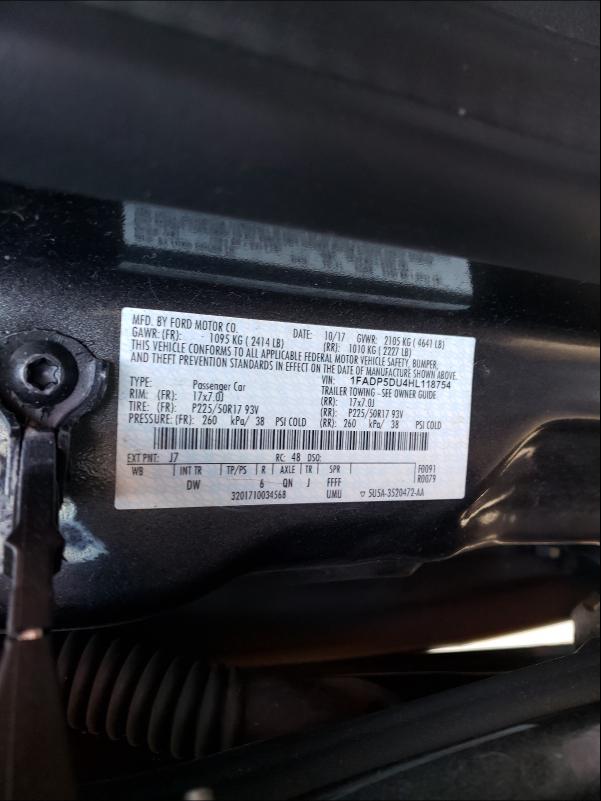 MFD. BY FORD MOTOR CO.
DATE: 10/17 GVWR: 2105 KG ( 4641 LB)
GAWR: (FR): 1095 KG ( 2414 LB) (RR): 1010 KG ( 2227 LB)
THIS VEHICLE CONFORMS TO ALL APPLICABLE FEDERAL MOTOR VEHICLE SAFETY, BUMPER,
AND THEFT PREVENTION STANDARDS IN EFFECT ON THE DATE OF MANUFACTURE SHOWN ABOVE.
VIN: 1FADP5DU4HL118754
TYPE: Passenger Car TRAILER TOWING - SEE OWNER GUIDE
RIM: (FR): 17x7.0J (RR): 17x7.0J
TIRE: (FR): P225/50R17 93V (RR): P225/50R17 93V
PRESSURE: (FR): 260 kPa/ 38 PSI COLD (RR): 260 kPa/ 38 PSI COLD
EXT PNT: J7 RC: 48 DSO:
WB INT TR TP/PS R AXLE TR SPR F0091
DW 6 QN J FFFF R0079
3201710034568 UMU ▽ 5U5A-3520472-AA